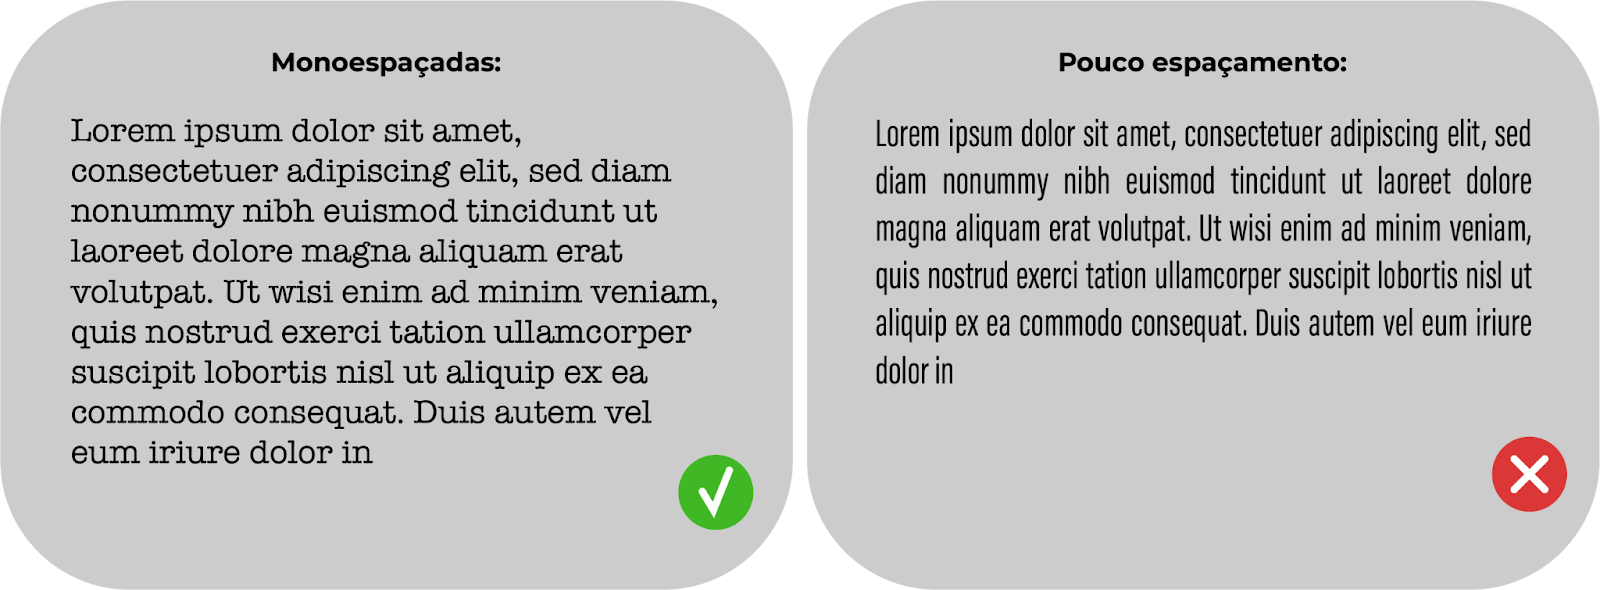 Monoespaçadas:
Lorem ipsum dolor sit amet,
consectetuer adipiscing elit, sed diam
nonummy nibh euismod tincidunt ut
laoreet dolore magna aliquam erat
volutpat. Ut wisi enim ad minim veniam,
quis nostrud exerci tation ullamcorper
suscipit lobortis nisl ut aliquip ex ea
commodo consequat. Duis autem vel
eum iriure dolor in
Pouco espaçamento:
Lorem ipsum dolor sit amet, consectetuer adipiscing elit, sed
diam nonummy nibh euismod tincidunt ut laoreet dolore
magna aliquam erat volutpat. Ut wisi enim ad minim veniam,
quis nostrud exerci tation ullamcorper suscipit lobortis nisl ut
aliquip ex ea commodo consequat. Duis autem vel eum iriure
dolor in